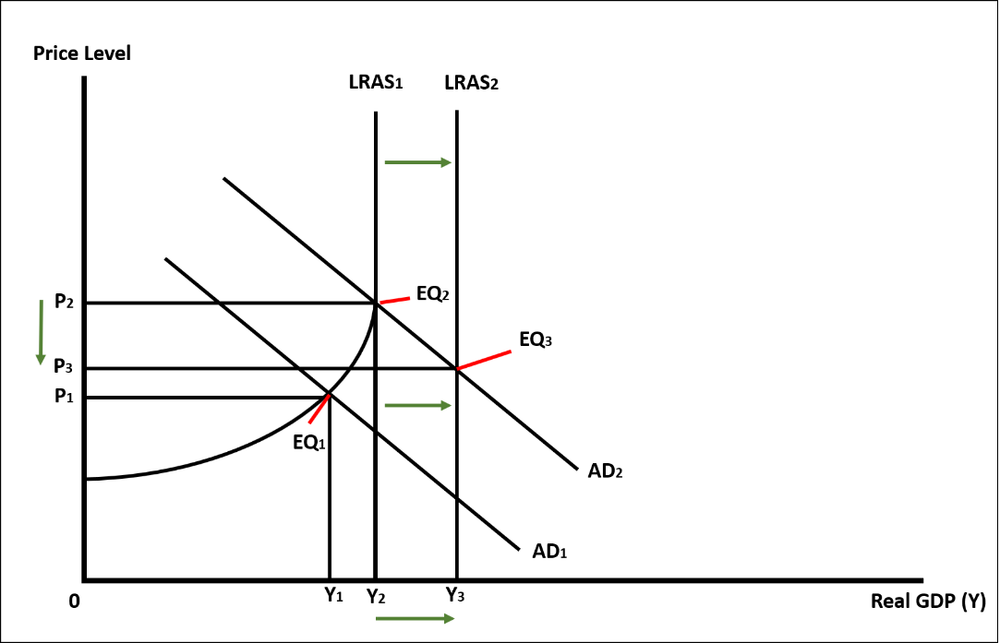 Price Level
LRAS₁
LRAS₂
P₂
EQ₂
EQ₃
P₃
P₁
EQ₁
AD₂
AD₁
0
Y₁
Y₂
Y₃
Real GDP (Y)